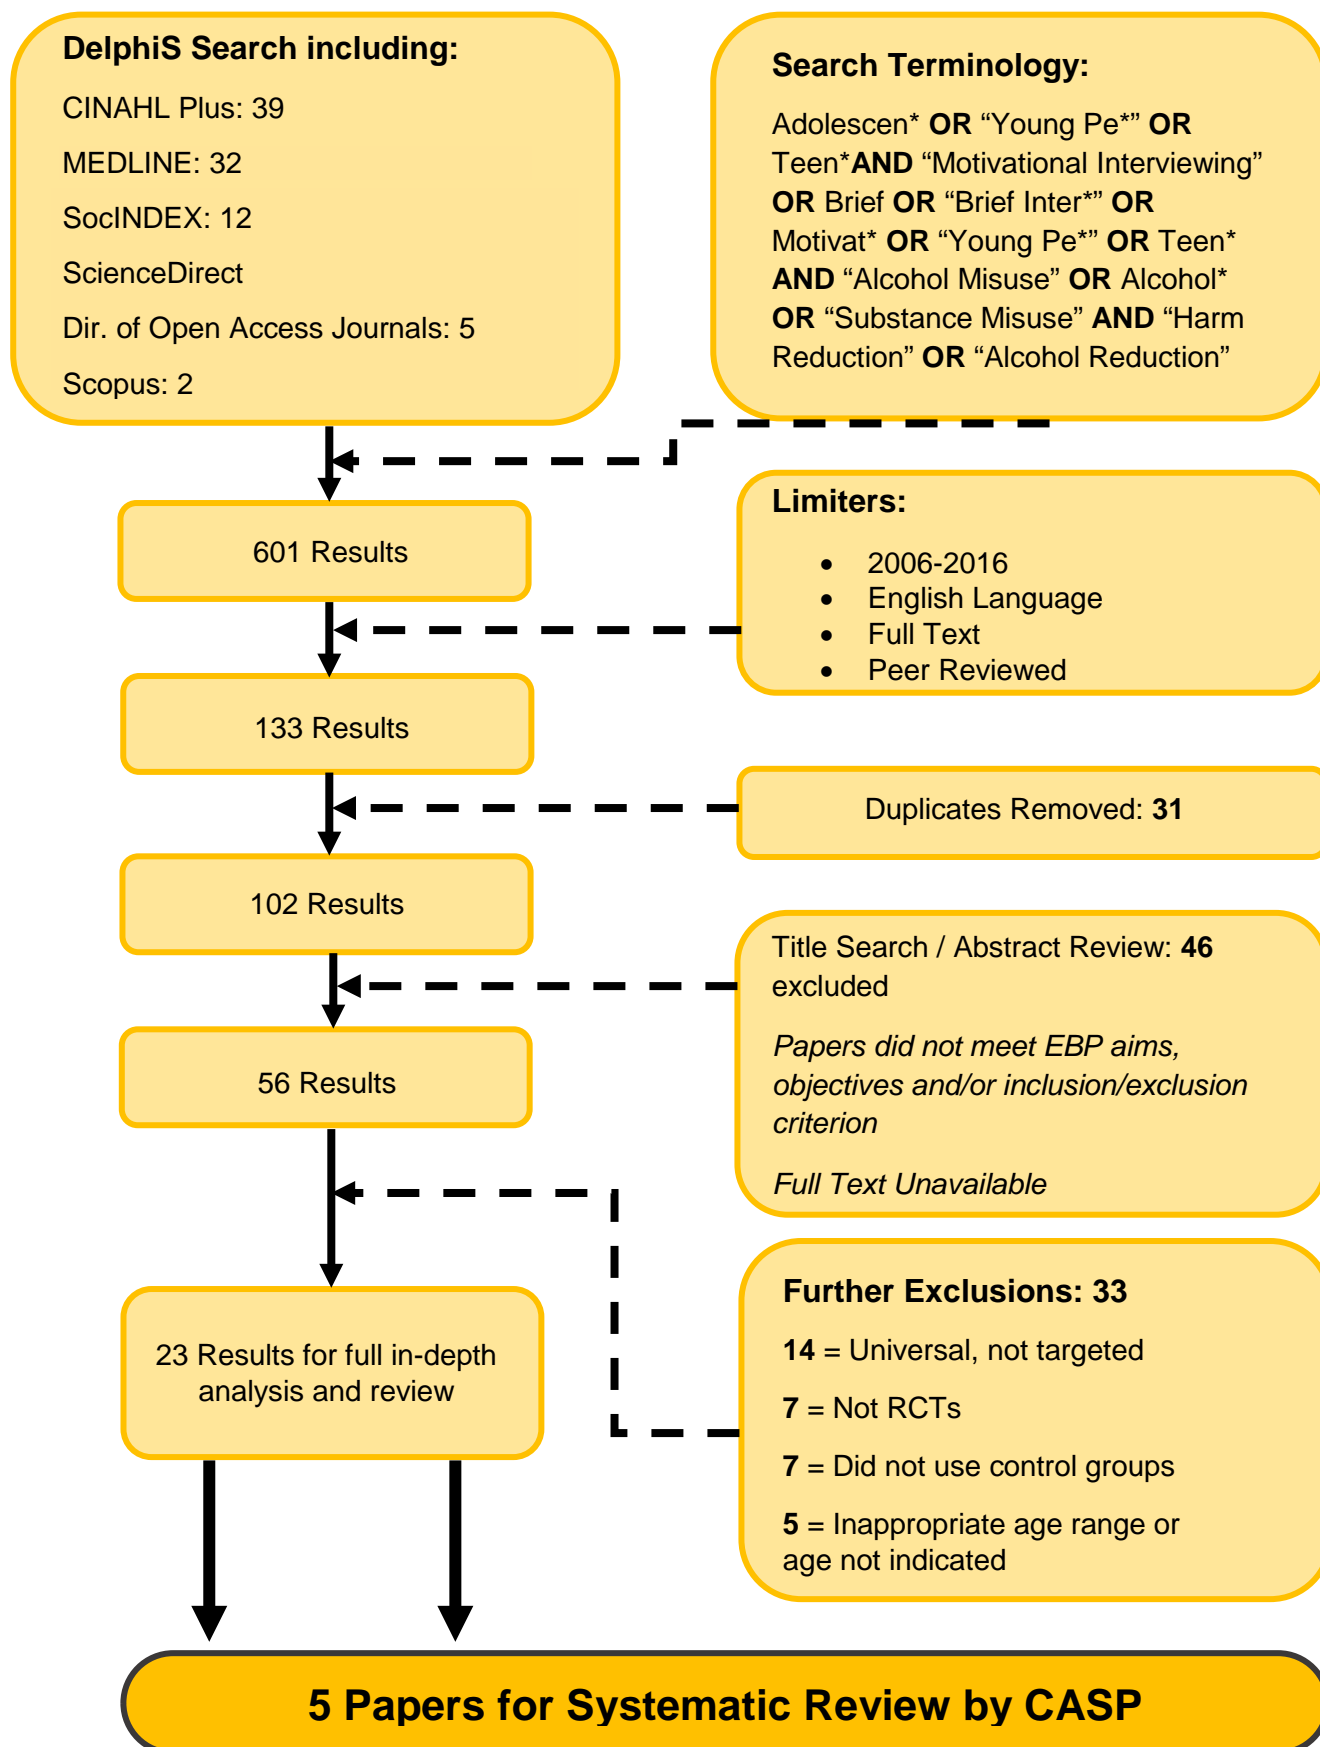 DelphiS Search including:
CINAHL Plus: 39
MEDLINE: 32
SocINDEX: 12
ScienceDirect
Dir. of Open Access Journals: 5
Scopus: 2
Search Terminology:
Adolescen* OR “Young Pe*” OR
Teen*AND “Motivational Interviewing”
OR Brief OR “Brief Inter*” OR
Motivat* OR “Young Pe*” OR Teen*
AND “Alcohol Misuse” OR Alcohol*
OR “Substance Misuse” AND “Harm
Reduction” OR “Alcohol Reduction”
601 Results
Limiters:
• 2006-2016
• English Language
• Full Text
• Peer Reviewed
133 Results
Duplicates Removed: 31
102 Results
Title Search / Abstract Review: 46
excluded
Papers did not meet EBP aims,
objectives and/or inclusion/exclusion
criterion
Full Text Unavailable
56 Results
Further Exclusions: 33
14 = Universal, not targeted
7 = Not RCTs
7 = Did not use control groups
5 = Inappropriate age range or
age not indicated
23 Results for full in-depth
analysis and review
5 Papers for Systematic Review by CASP